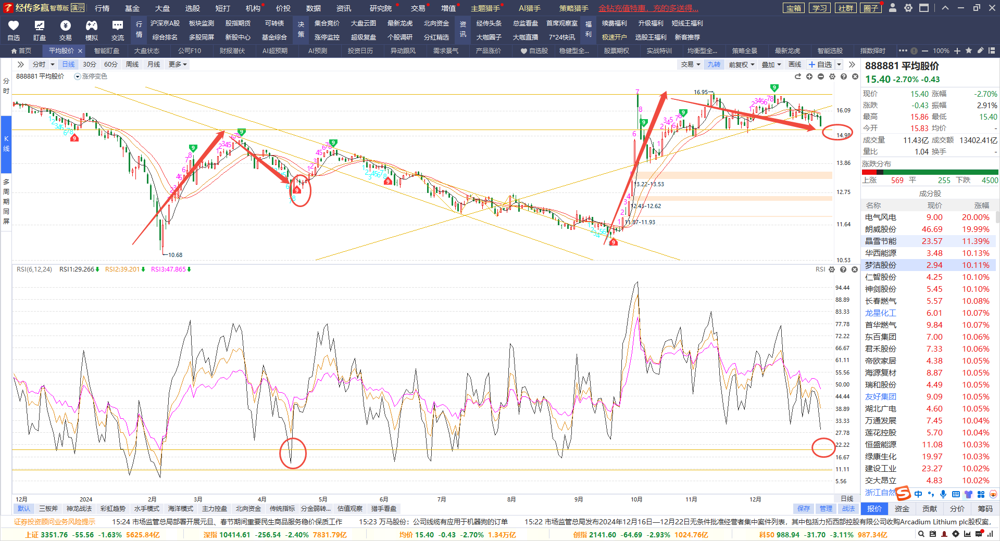 经传多赢 智尊版 演示 行情 基金 大盘 选股 短打 机构 价投 数据 资讯 研究院 交易 增值 主题猎手 AI猎手 策略猎手 金钻充值特惠，充的多送得... 宝箱 学习 社群 圈子
自选 盯盘 交易 模拟 交流
行情 沪深京A股 板块监测 股指期货 可转债 决策 集合竞价 大盘云图 最新龙虎 北向资金 资讯 经传头条 总监看盘 首席观察室 福利 续费福利 升级福利 短线王福利
综合排名 多股同屏 新股中心 基金综合 涨停监控 超级复盘 个股调研 分红精选 大咖圈子 大咖直播 7*24快讯 极速开户 选股王福利 新客推荐
首页 平均股价 智能盯盘 大盘状态 公司F10 财报潜伏 AI超预期 AI预测 投资日历 异动跟风 需求景气 产品涨价 自选股 稳健型全... 股票期权 实战特训 均衡型全... 策略全景 最新龙虎 智能选股 指数择时 100%
分时 日线 30分 60分 周线 月线 更多 交易 九转 前复权 叠加 画线 自选
888881 平均股价 涨停变色
分时
K线
多周期同屏
16.95
16.09
14.98
13.86
12.75
11.64
10.53
13.22-13.53
12.43-12.62
11.87-11.93
10.68
RSI(6,12,24) RSI1:29.266 RSI2:39.201 RSI3:47.865 RSI
94.44
88.89
83.33
77.78
72.22
66.67
61.11
55.56
50.00
44.44
38.89
33.33
27.78
22.22
16.67
11.11
5.56
12月 2024 2月 3月 4月 5月 6月 7月 8月 9月 10月 11月 12月 日线
默认 三板斧 神龙战法 彩虹趋势 水手模式 海洋模式 主力控盘 北向资金 传统指标 分金弱转... 估值观察 猎手看盘 保存 管理 战法
888881 平均股价
15.40 -2.70% -0.43
现价 15.40 涨幅 -2.70%
涨跌 -0.43 振幅 2.91%
最高 15.86 最低 15.40
今开 15.83 均价 -
成交量 11.43亿 成交额 13402.41亿
量比 1.04 换手 -
涨跌分布
上涨 569 平 255 下跌 4500
成分股
名称 现价 涨幅
电气风电 9.00 20.00%
朗威股份 46.69 19.99%
晶雪节能 23.57 11.39%
华西能源 3.48 10.13%
梦洁股份 2.94 10.11%
仁智股份 4.25 10.10%
神剑股份 5.45 10.10%
长春燃气 5.57 10.08%
龙星化工 6.01 10.07%
首华燃气 9.84 10.07%
东百集团 7.00 10.06%
君禾股份 7.33 10.06%
帝欧家居 4.38 10.05%
海源复材 8.87 10.05%
瑞和股份 4.49 10.05%
友好集团 9.09 10.05%
湖北广电 4.60 10.05%
万通发展 7.45 10.04%
莲花控股 5.70 10.04%
恒盛能源 11.08 10.03%
绿康生化 19.97 10.03%
建设工业 23.27 10.02%
交大昂立 4.83 10.02%
浙江自然 中
报价 资金 贡献 分价 筹码
证券投资顾问业务风险提示 15:24 市场监管总局部署开展元旦、春节期间重要民生商品服务稳价保质工作 15:23 万马股份：公司线缆有应用于机器狗的订单 15:22 市场监管总局发布2024年12月16日—12月22日无条件批准经营者集中案件列表，其中包括力拓西部控股有限公司收购Arcadium Lithium plc股权案，
上证 3351.76 -55.56 -1.63% 5625.84亿 深指 10414.61 -256.54 -2.40% 7831.79亿 均价 15.40 -0.43 -2.70% 1.34万亿 创指 2141.60 -64.69 -2.93% 1024.76亿 科50 988.94 -31.70 -3.11% 987.34亿